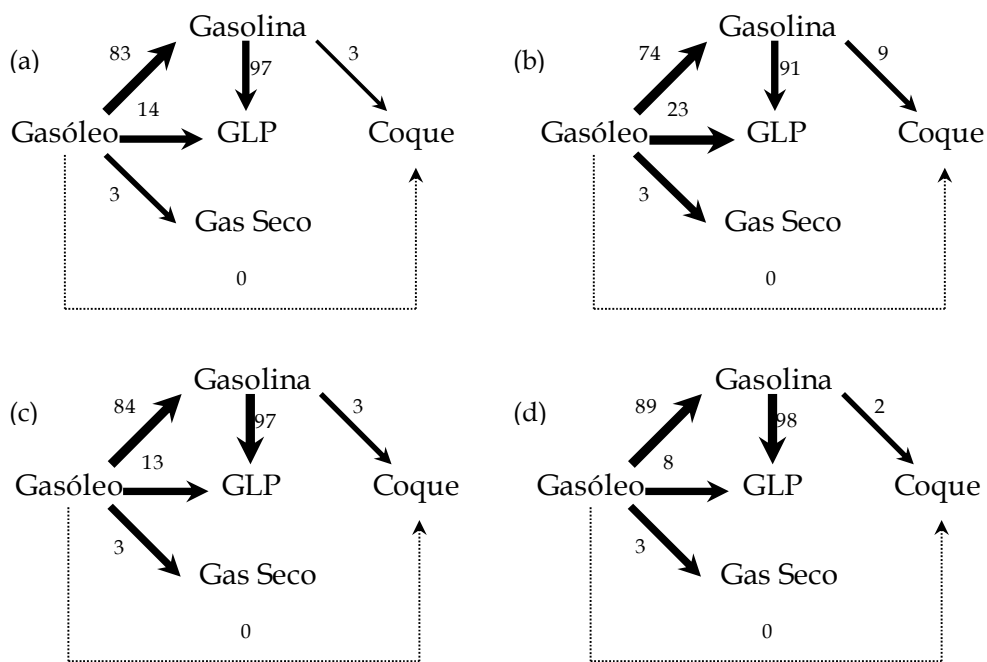 (a)
Gasolina
83
97
3
14
Gasóleo
GLP
Coque
3
Gas Seco
0
(b)
Gasolina
74
91
9
23
Gasóleo
GLP
Coque
3
Gas Seco
0
(c)
Gasolina
84
97
3
13
Gasóleo
GLP
Coque
3
Gas Seco
0
(d)
Gasolina
89
98
2
8
Gasóleo
GLP
Coque
3
Gas Seco
0